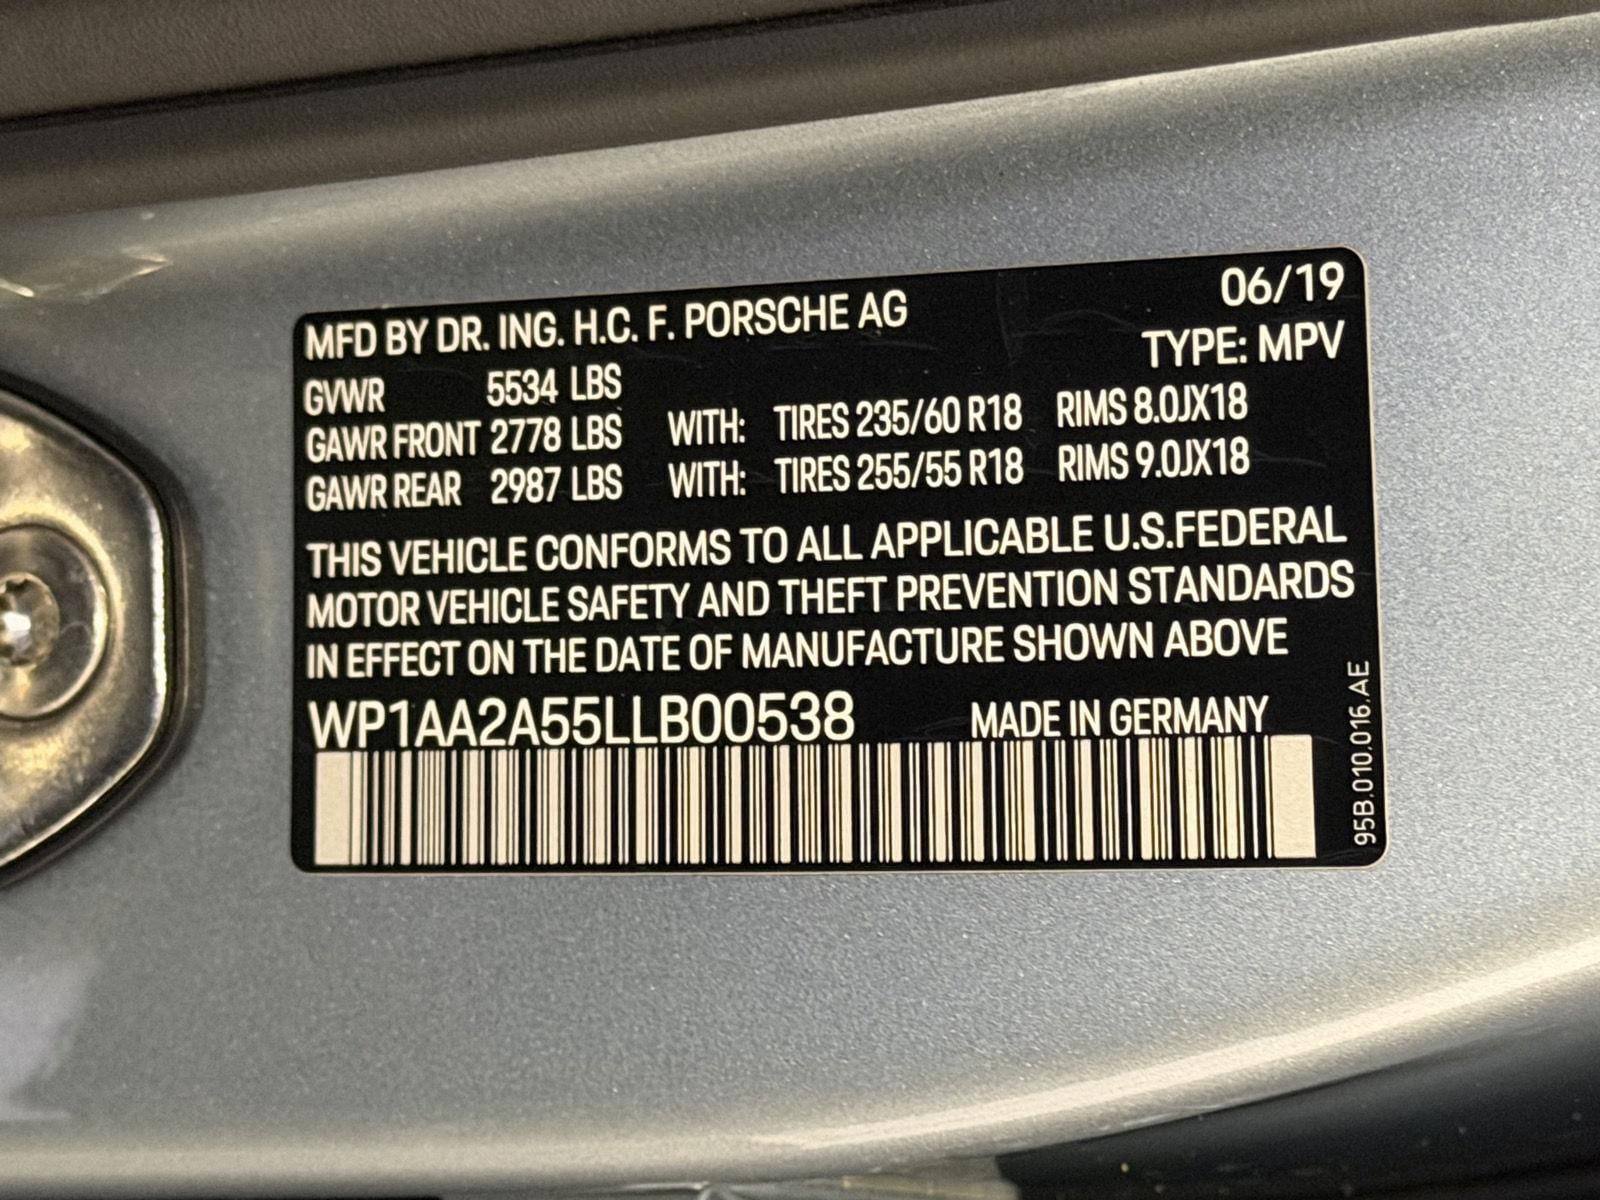 MFD BY DR. ING. H.C. F. PORSCHE AG 06/19
TYPE: MPV
GVWR 5534 LBS
GAWR FRONT 2778 LBS WITH: TIRES 235/60 R18 RIMS 8.0JX18
GAWR REAR 2987 LBS WITH: TIRES 255/55 R18 RIMS 9.0JX18
THIS VEHICLE CONFORMS TO ALL APPLICABLE U.S.FEDERAL
MOTOR VEHICLE SAFETY AND THEFT PREVENTION STANDARDS
IN EFFECT ON THE DATE OF MANUFACTURE SHOWN ABOVE
WP1AA2A55LLB00538 MADE IN GERMANY
95B.010.016.AE